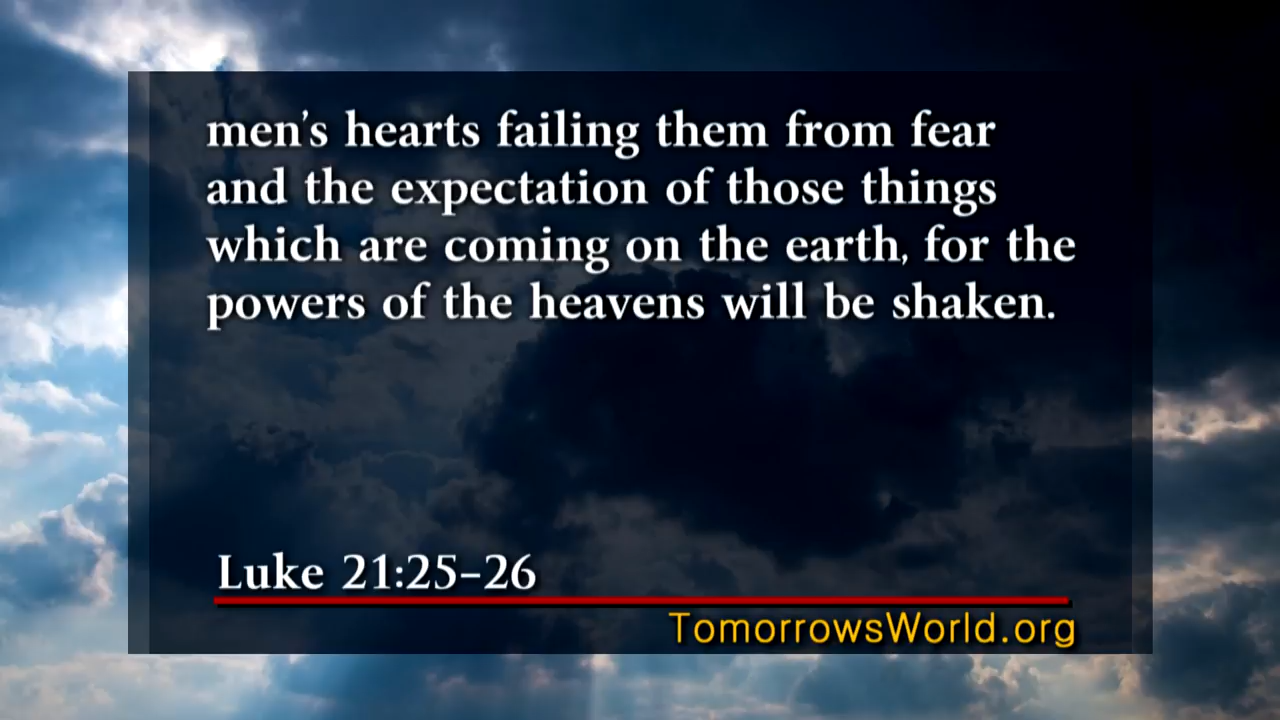 men's hearts failing them from fear
and the expectation of those things
which are coming on the earth, for the
powers of the heavens will be shaken.
Luke 21:25–26
TomorrowsWorld.org